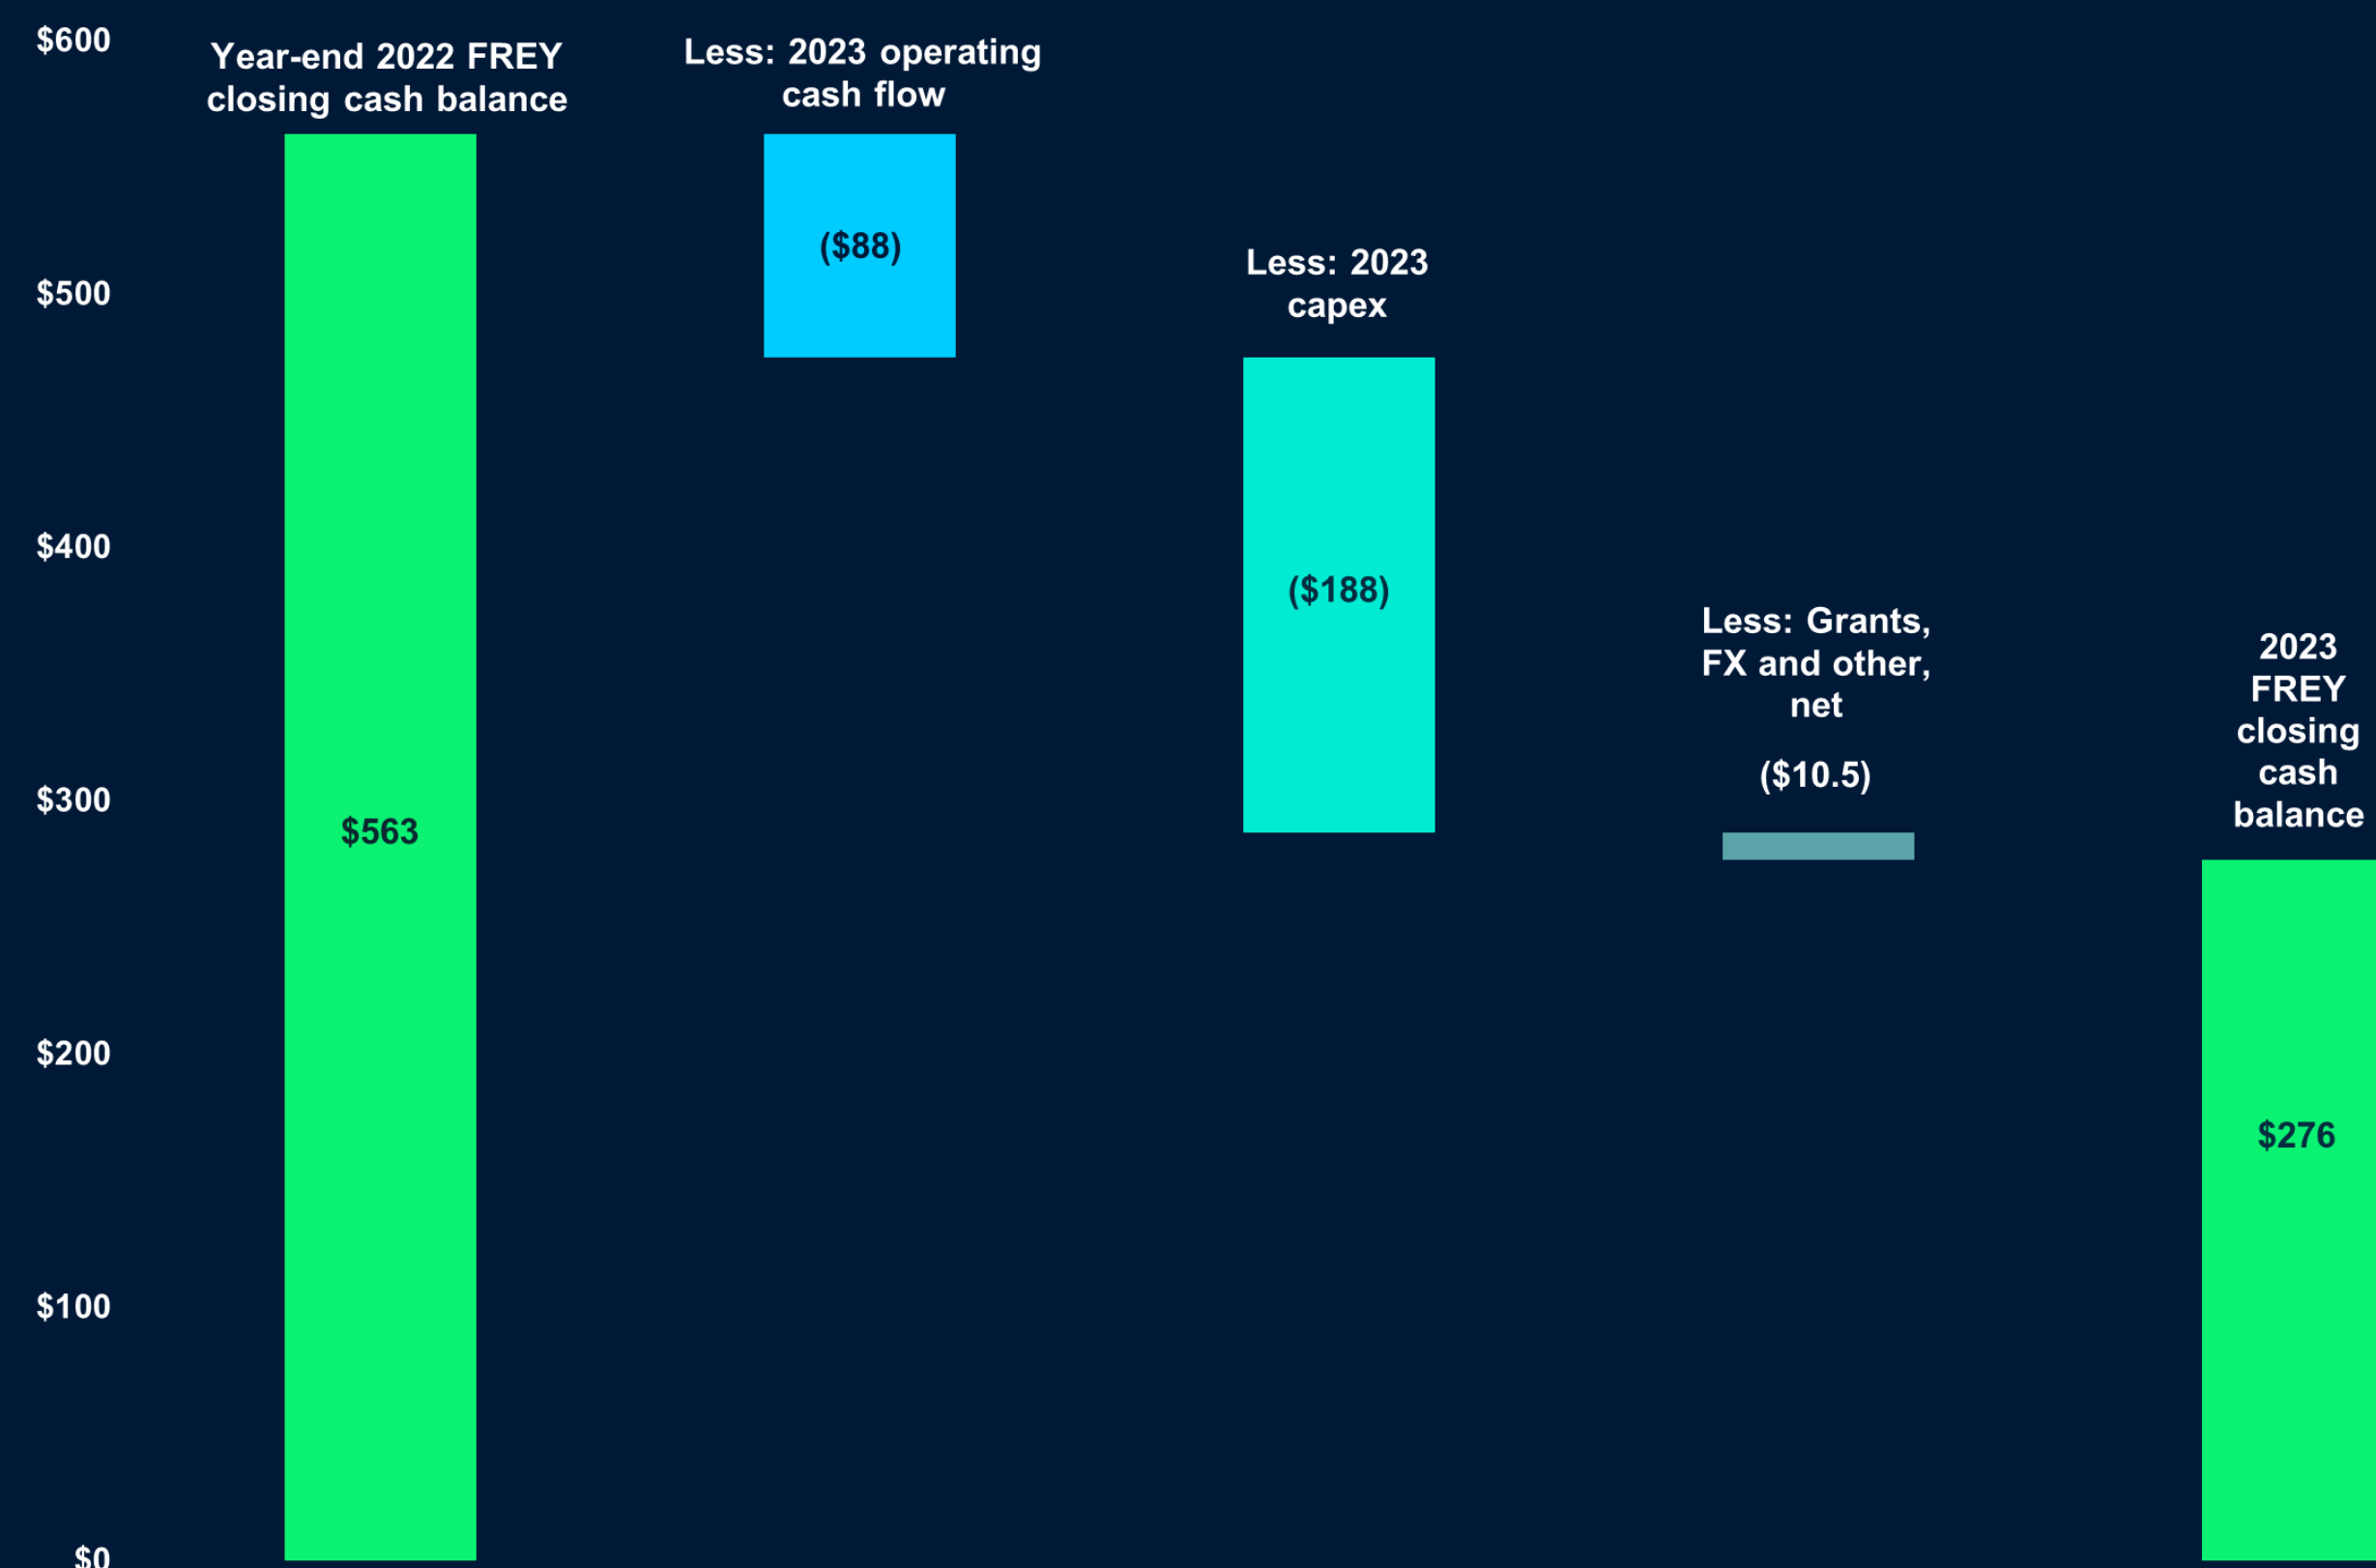 $600
$500
$400
$300
$200
$100
$0
Year-end 2022 FREY
closing cash balance
$563
Less: 2023 operating
cash flow
($88)
Less: 2023
capex
($188)
Less: Grants,
FX and other,
net
($10.5)
2023
FREY
closing
cash
balance
$276